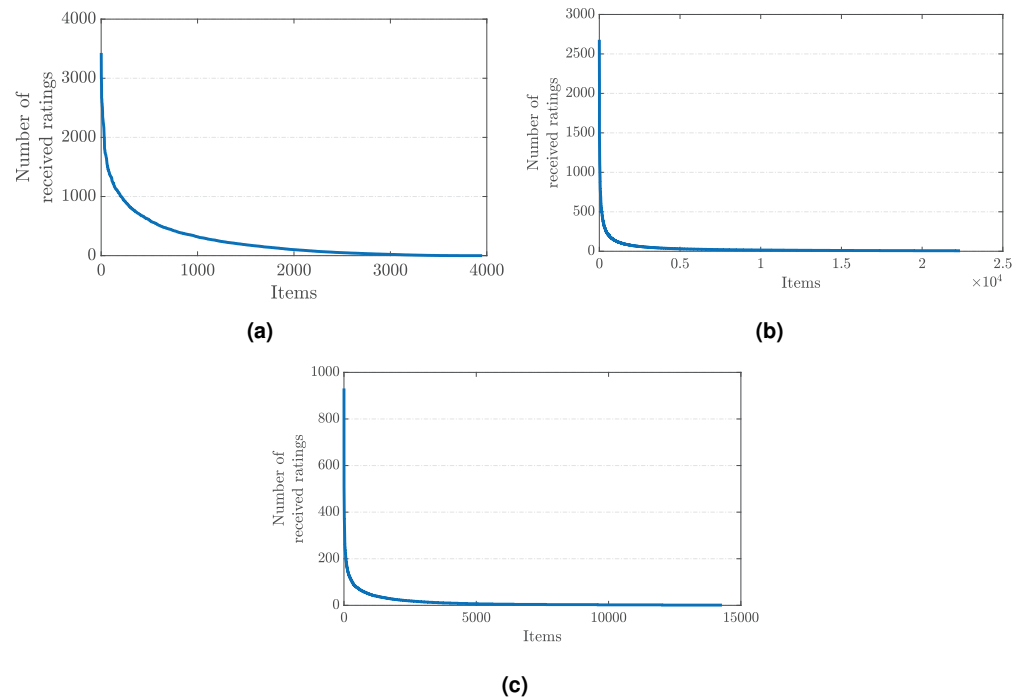 4000
3000
2000
1000
0
Number of
received ratings
0 1000 2000 3000 4000
Items
(a)
3000
2500
2000
1500
1000
500
0
Number of
received ratings
0 0.5 1 1.5 2 2.5
×10⁴
Items
(b)
1000
800
600
400
200
0
Number of
received ratings
0 5000 10000 15000
Items
(c)